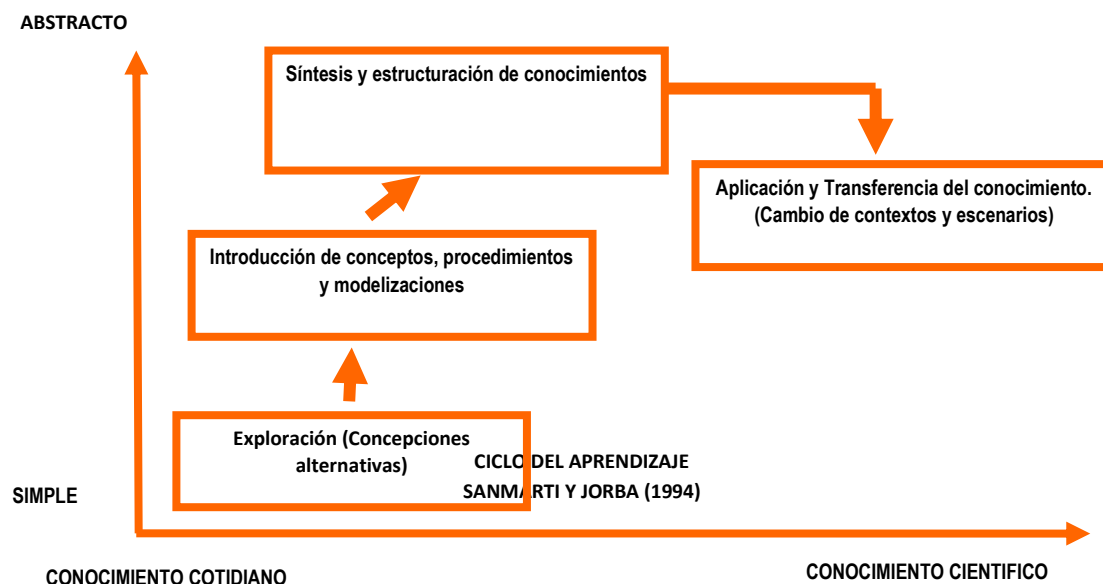 ABSTRACTO
Síntesis y estructuración de conocimientos
Aplicación y Transferencia del conocimiento.
(Cambio de contextos y escenarios)
Introducción de conceptos, procedimientos
y modelizaciones
Exploración (Concepciones
alternativas)
CICLO DEL APRENDIZAJE
SANMARTI Y JORBA (1994)
SIMPLE
CONOCIMIENTO COTIDIANO
CONOCIMIENTO CIENTIFICO